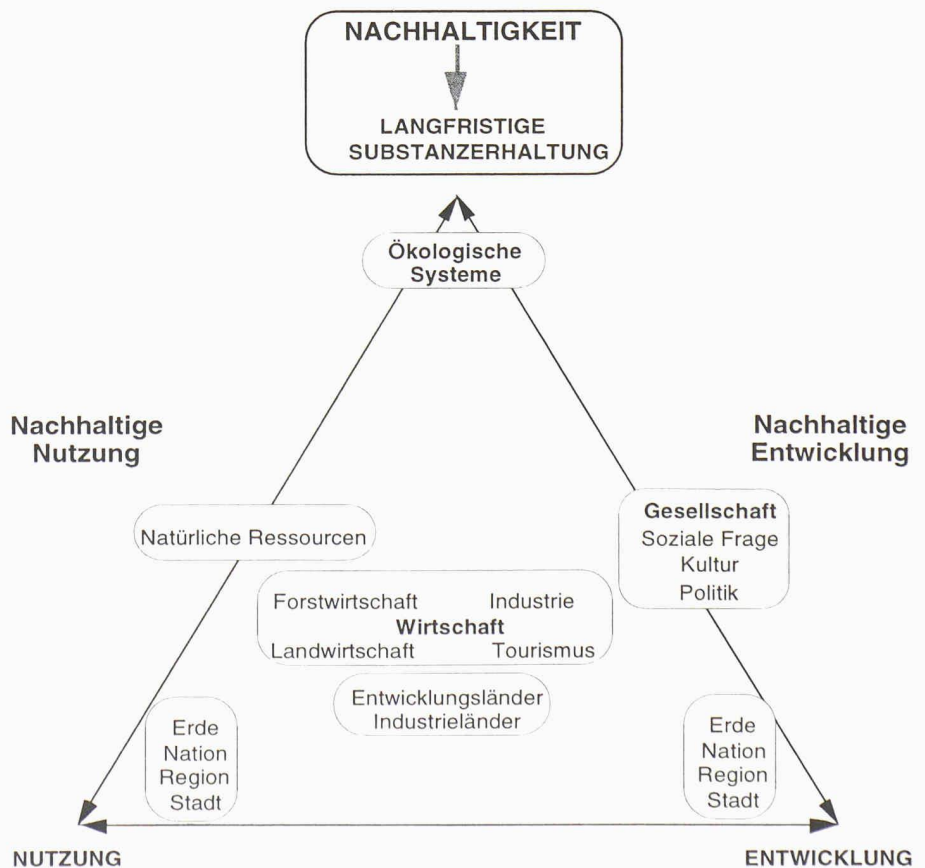 NACHHALTIGKEIT
LANGFRISTIGE
SUBSTANZERHALTUNG
Ökologische
Systeme
Nachhaltige
Nutzung
Nachhaltige
Entwicklung
Natürliche Ressourcen
Gesellschaft
Soziale Frage
Kultur
Politik
Forstwirtschaft Industrie
Wirtschaft
Landwirtschaft Tourismus
Entwicklungsländer
Industrieländer
Erde
Nation
Region
Stadt
Erde
Nation
Region
Stadt
NUTZUNG
ENTWICKLUNG